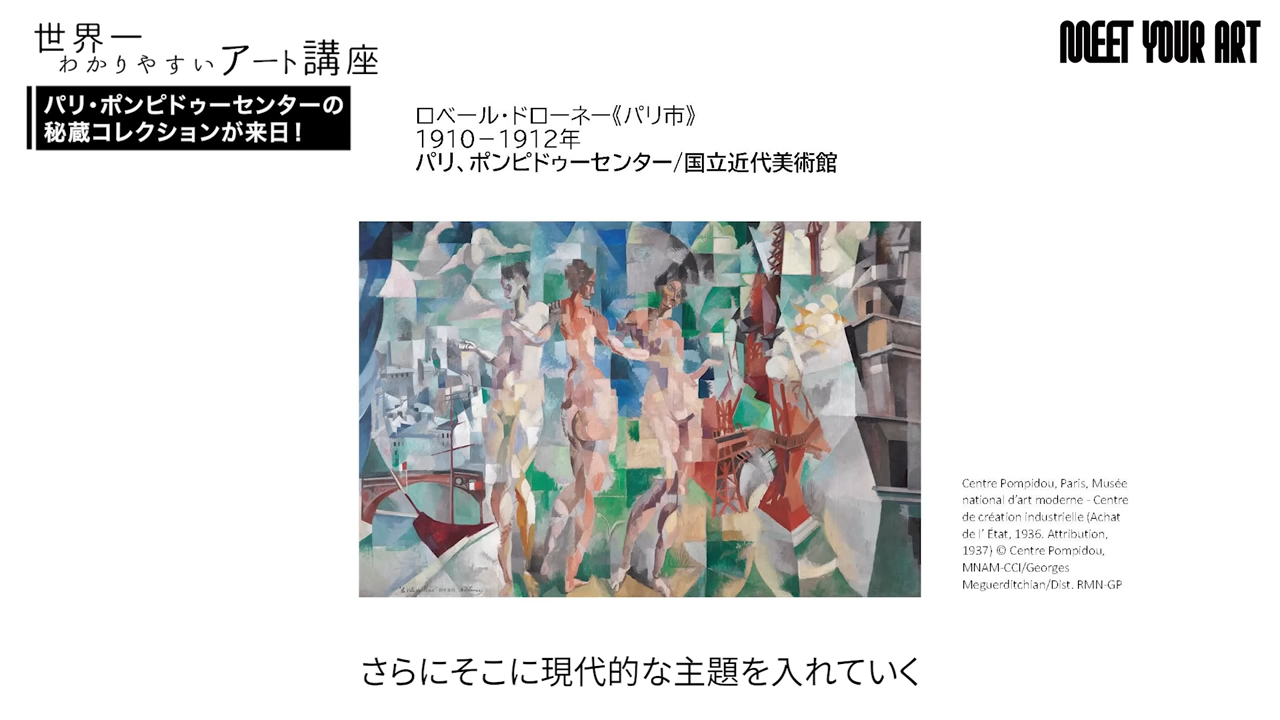 世界一
わかりやすいアート講座
MEET YOUR ART
パリ・ポンピドゥーセンターの
秘蔵コレクションが来日！
ロベール・ドローネー《パリ市》
1910－1912年
パリ、ポンピドゥーセンター/国立近代美術館
Centre Pompidou, Paris, Musée
national d'art moderne - Centre
de création industrielle (Achat
de l' État, 1936. Attribution,
1937) © Centre Pompidou,
MNAM-CCI/Georges
Meguerditchian/Dist. RMN-GP
さらにそこに現代的な主題を入れていく